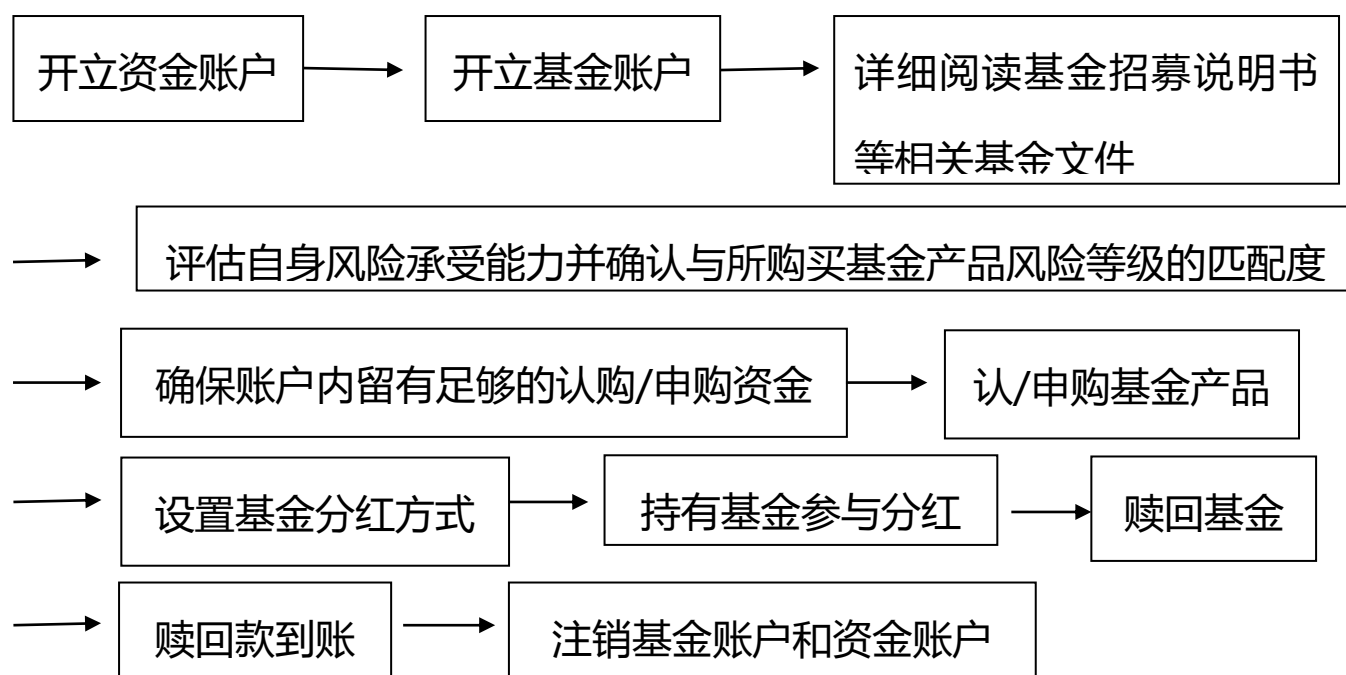 开立资金账户
开立基金账户
详细阅读基金招募说明书
等相关基金文件
评估自身风险承受能力并确认与所购买基金产品风险等级的匹配度
确保账户内留有足够的认购/申购资金
认/申购基金产品
设置基金分红方式
持有基金参与分红
赎回基金
赎回款到账
注销基金账户和资金账户